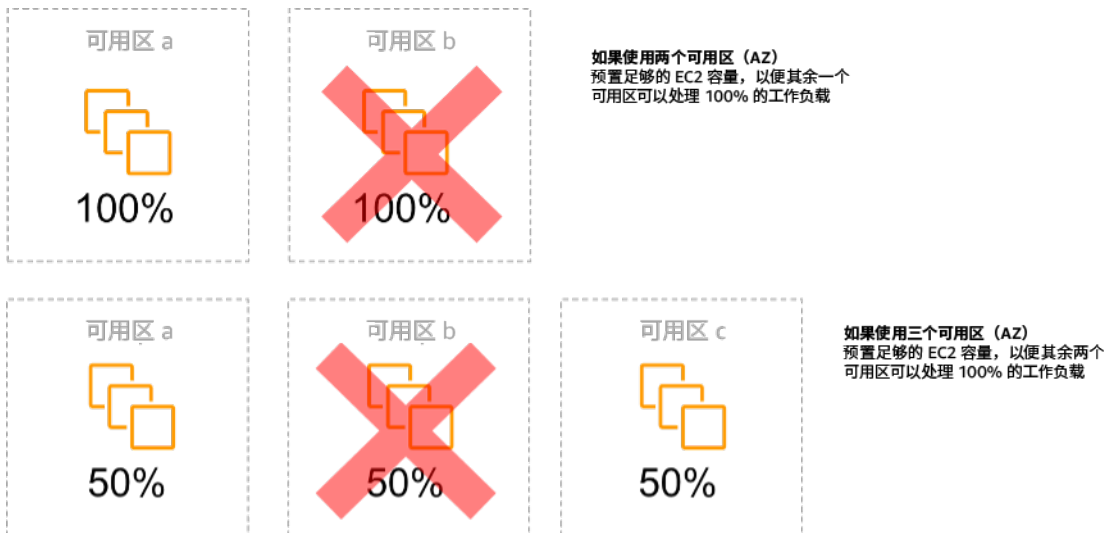 可用区 a
可用区 b
如果使用两个可用区（AZ）
预置足够的 EC2 容量，以便其余一个
可用区可以处理 100% 的工作负载
100%
100%
可用区 a
可用区 b
可用区 c
如果使用三个可用区（AZ）
预置足够的 EC2 容量，以便其余两个
可用区可以处理 100% 的工作负载
50%
50%
50%